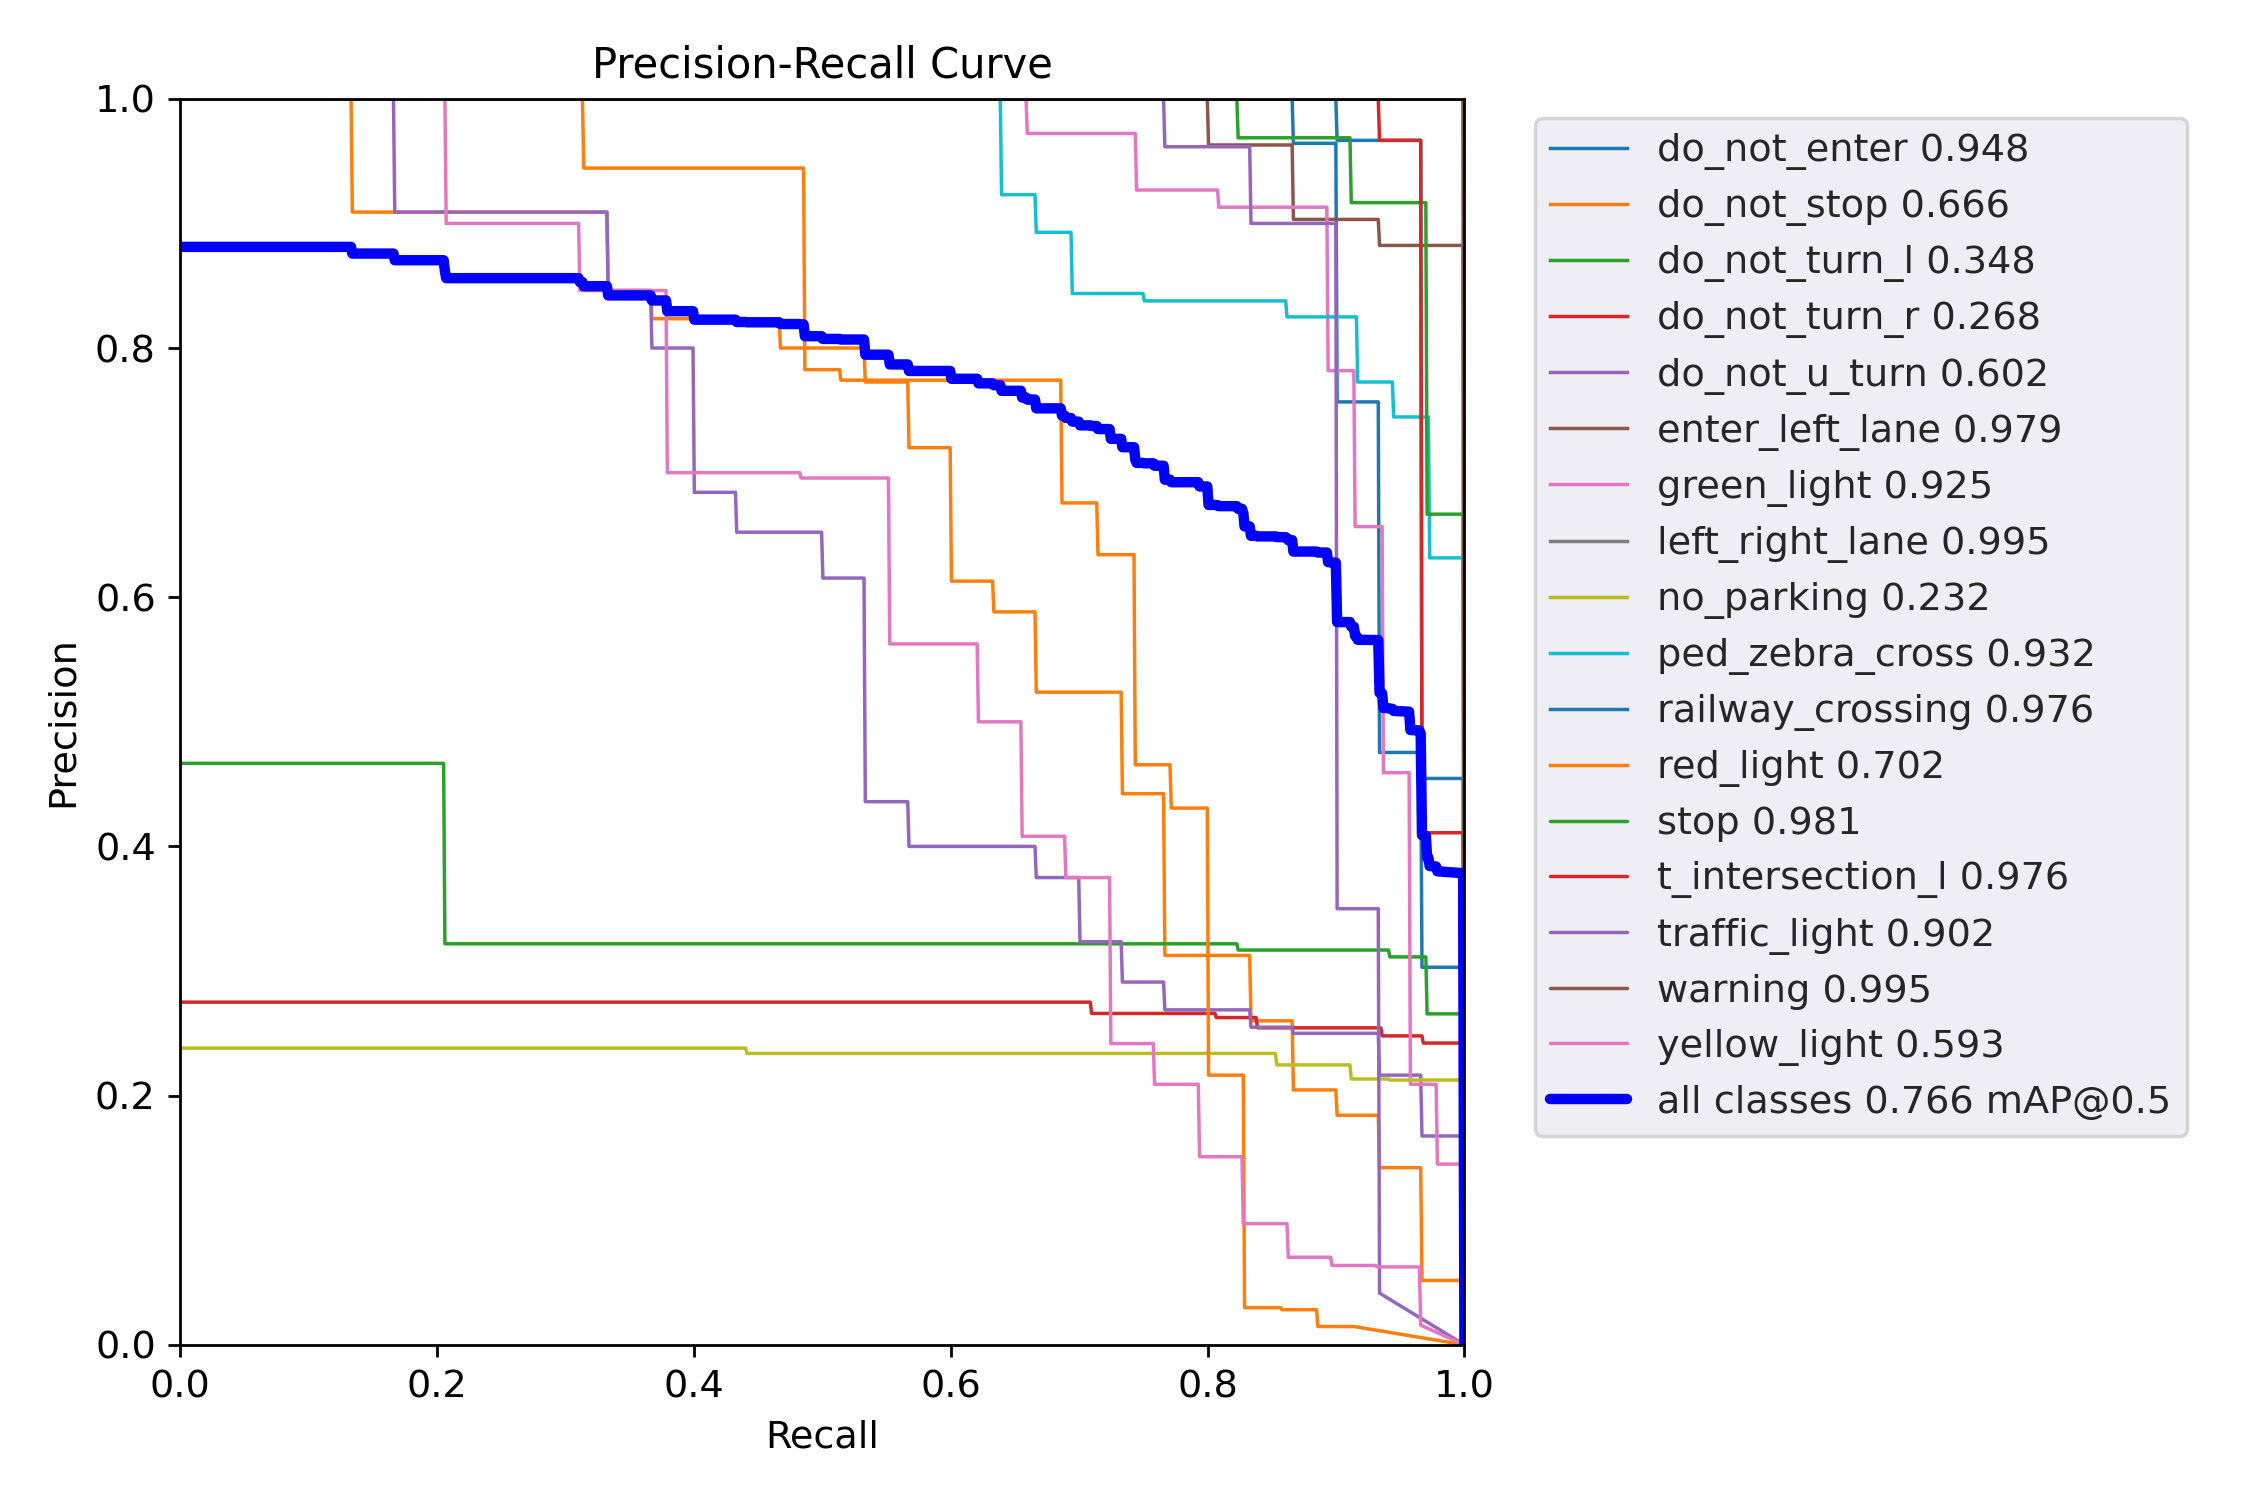 Precision-Recall Curve
1.0
0.8
0.6
0.4
0.2
0.0
Precision
0.0 0.2 0.4 0.6 0.8 1.0
Recall
do_not_enter 0.948
do_not_stop 0.666
do_not_turn_l 0.348
do_not_turn_r 0.268
do_not_u_turn 0.602
enter_left_lane 0.979
green_light 0.925
left_right_lane 0.995
no_parking 0.232
ped_zebra_cross 0.932
railway_crossing 0.976
red_light 0.702
stop 0.981
t_intersection_l 0.976
traffic_light 0.902
warning 0.995
yellow_light 0.593
all classes 0.766 mAP@0.5